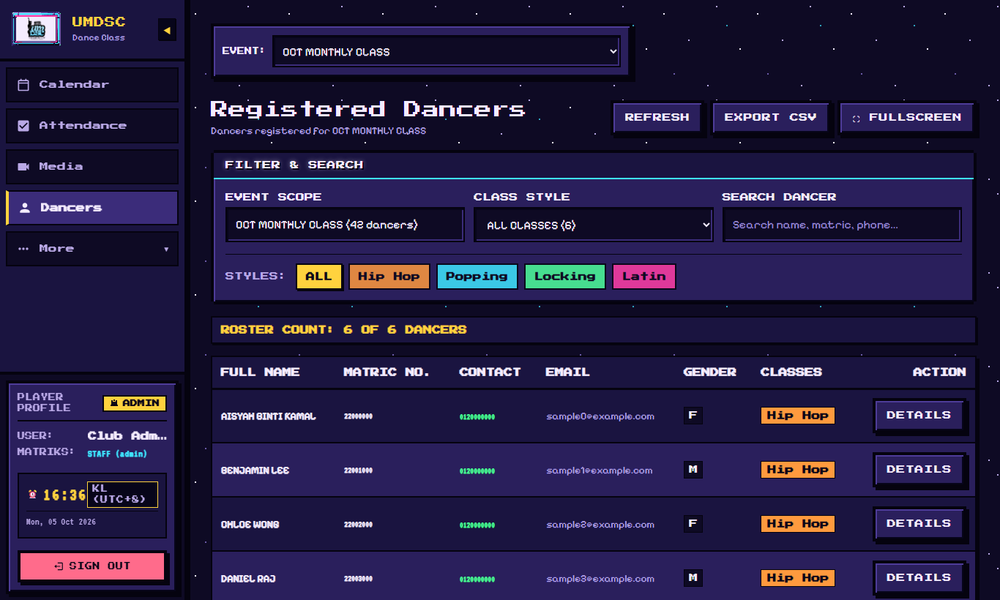 UMDSC
Dance Class
◀
Calendar
Attendance
Media
Dancers
More ▼
PLAYER PROFILE
ADMIN
USER: Club Adm…
MATRIKS: STAFF (admin)
16:36
KL (UTC+8)
Mon, 05 Oct 2026
SIGN OUT
EVENT: OCT MONTHLY CLASS
Registered Dancers
Dancers registered for OCT MONTHLY CLASS
REFRESH
EXPORT CSV
FULLSCREEN
FILTER & SEARCH
EVENT SCOPE
OCT MONTHLY CLASS (42 dancers)
CLASS STYLE
ALL CLASSES (6)
SEARCH DANCER
Search name, matric, phone...
STYLES: ALL Hip Hop Popping Locking Latin
ROSTER COUNT: 6 OF 6 DANCERS
FULL NAME MATRIC NO. CONTACT EMAIL GENDER CLASSES ACTION
AISYAH BINTI KAMAL 22000000 0120000000 sample0@example.com F Hip Hop DETAILS
BENJAMIN LEE 22001000 0120000000 sample1@example.com M Hip Hop DETAILS
CHLOE WONG 22002000 0120000000 sample2@example.com F Hip Hop DETAILS
DANIEL RAJ 22003000 0120000000 sample3@example.com M Hip Hop DETAILS